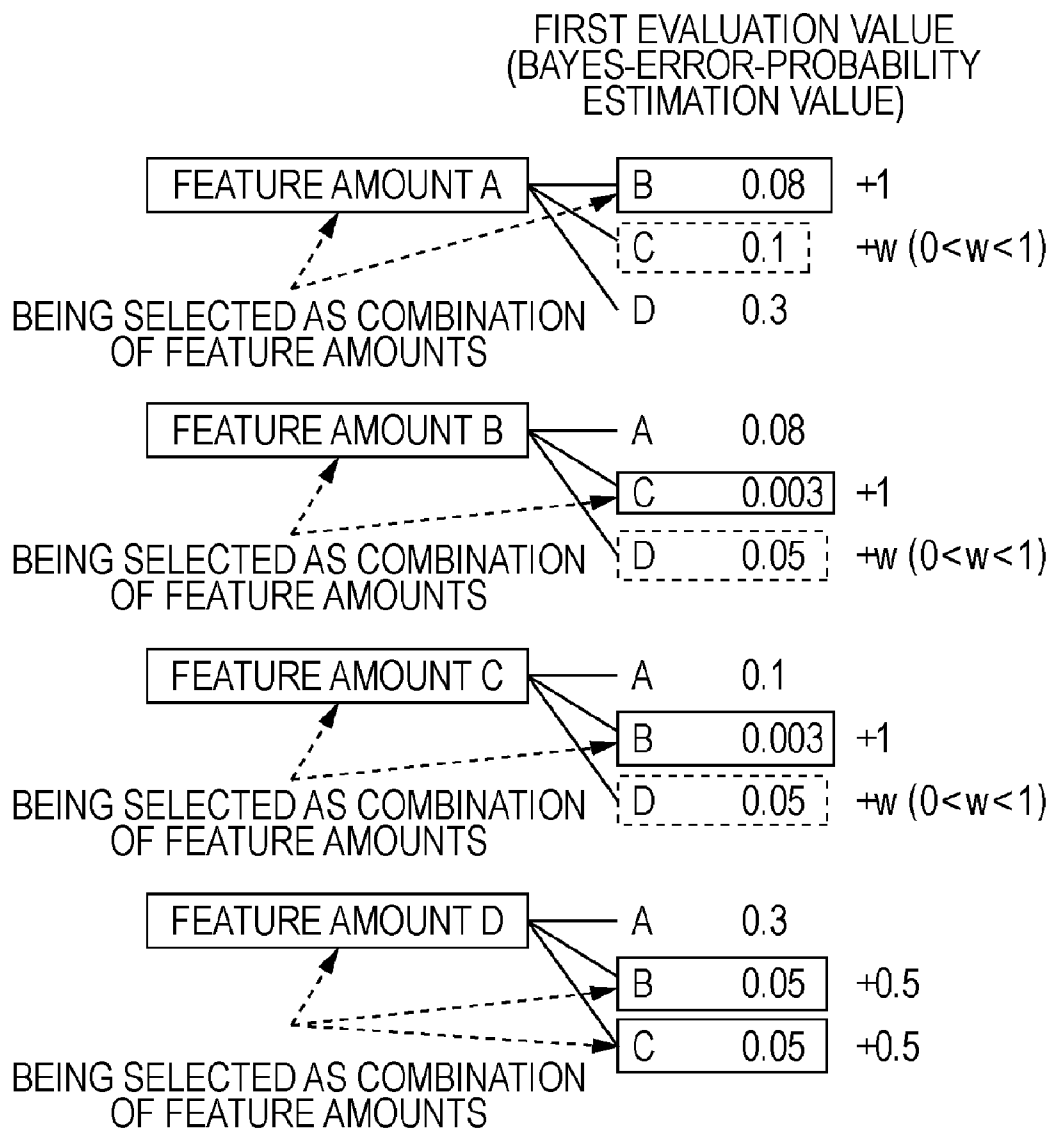 FIRST EVALUATION VALUE
(BAYES-ERROR-PROBABILITY
ESTIMATION VALUE)
FEATURE AMOUNT A
B 0.08 +1
C 0.1 +w (0<w<1)
D 0.3
BEING SELECTED AS COMBINATION
OF FEATURE AMOUNTS
FEATURE AMOUNT B
A 0.08
C 0.003 +1
D 0.05 +w (0<w<1)
BEING SELECTED AS COMBINATION
OF FEATURE AMOUNTS
FEATURE AMOUNT C
A 0.1
B 0.003 +1
D 0.05 +w (0<w<1)
BEING SELECTED AS COMBINATION
OF FEATURE AMOUNTS
FEATURE AMOUNT D
A 0.3
B 0.05 +0.5
C 0.05 +0.5
BEING SELECTED AS COMBINATION
OF FEATURE AMOUNTS